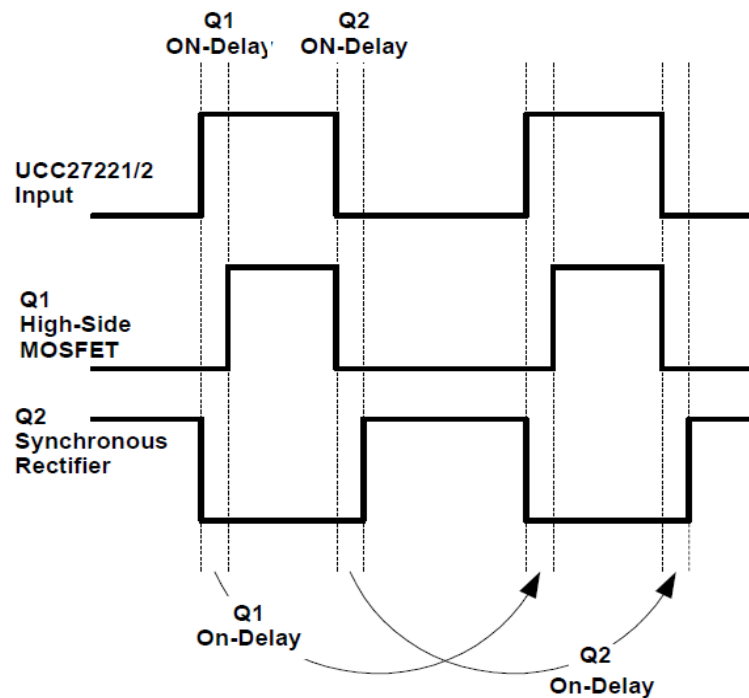 Q1
ON-Delay
Q2
ON-Delay
UCC27221/2
Input
Q1
High-Side
MOSFET
Q2
Synchronous
Rectifier
Q1
On-Delay
Q2
On-Delay